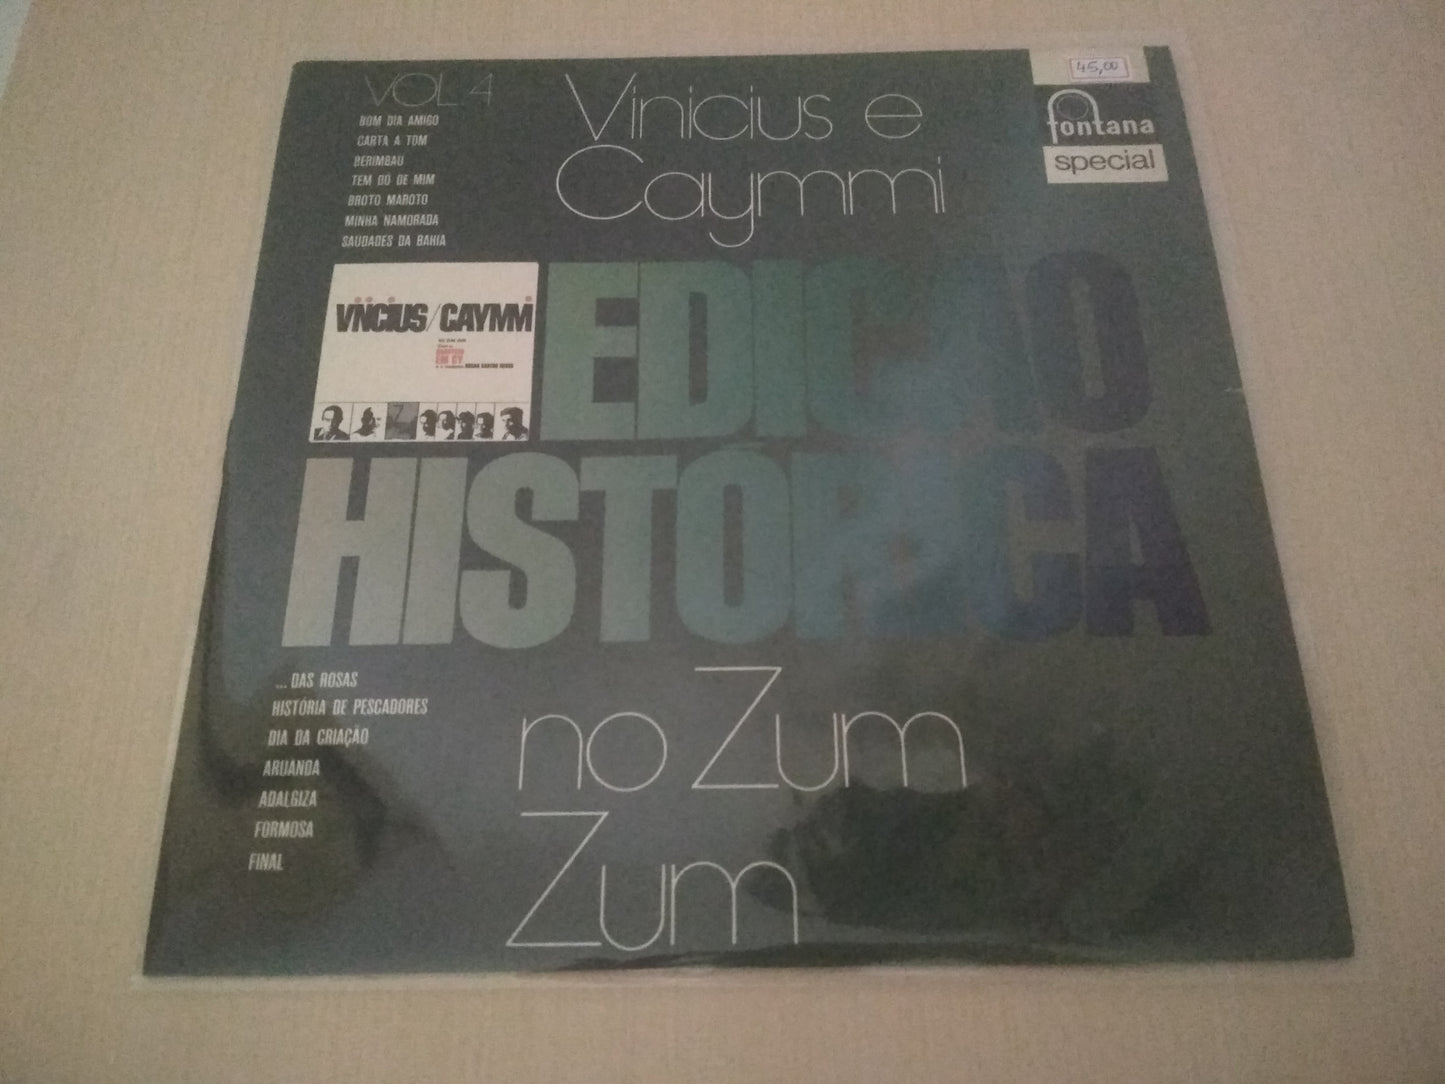 VOL. 4
BOM DIA AMIGO
CARTA A TOM
BERIMBAU
TEM DÓ DE MIM
BROTO MAROTO
MINHA NAMORADA
SAUDADES DA BAHIA
Vinicius e
Caymmi
45,00
fontana
special
VINICIUS/CAYMMI
EM CY
EDIÇÃO
HISTÓRICA
... DAS ROSAS
HISTÓRIA DE PESCADORES
DIA DA CRIAÇÃO
ARUANDA
ADALGIZA
FORMOSA
FINAL
no Zum
Zum